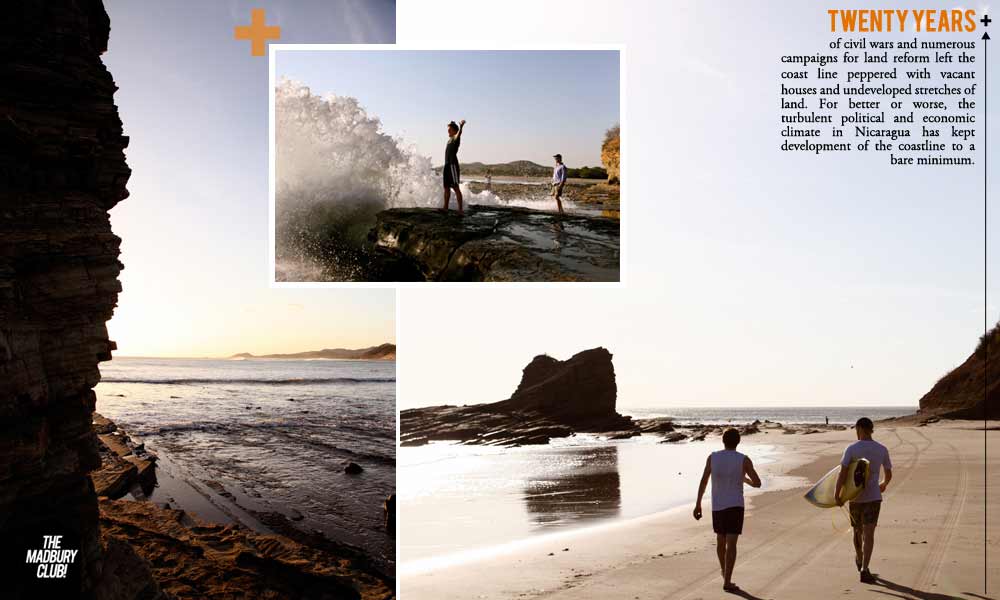 TWENTY YEARS
of civil wars and numerous
campaigns for land reform left the
coast line peppered with vacant
houses and undeveloped stretches of
land. For better or worse, the
turbulent political and economic
climate in Nicaragua has kept
development of the coastline to a
bare minimum.
THE
MADBURY
CLUB!